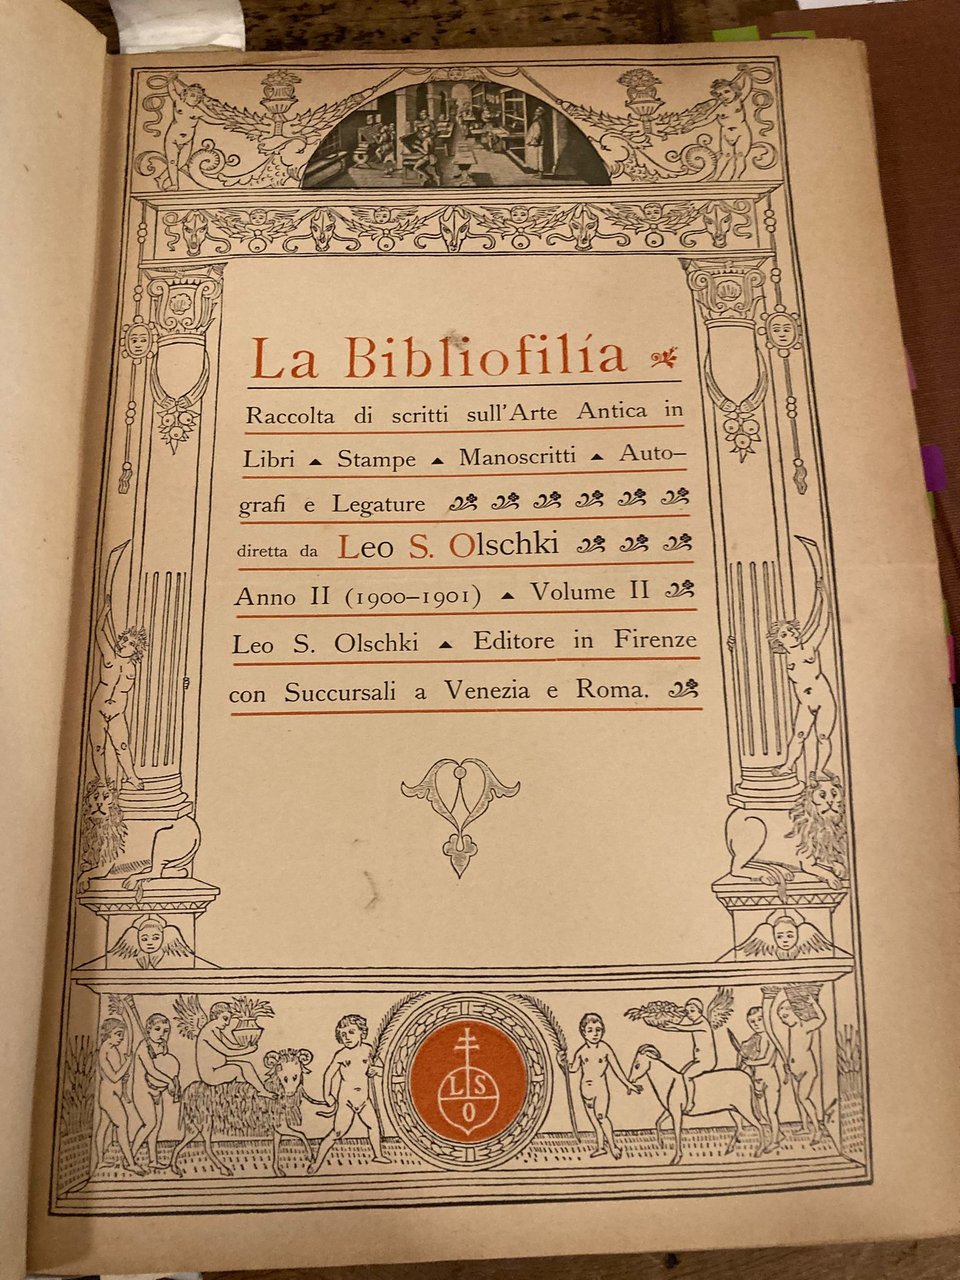 La Bibliofilía
Raccolta di scritti sull'Arte Antica in
Libri ▲ Stampe ▲ Manoscritti ▲ Auto–
grafi e Legature
diretta da Leo S. Olschki
Anno II (1900–1901) ▲ Volume II
Leo S. Olschki ▲ Editore in Firenze
con Succursali a Venezia e Roma.
L S
O